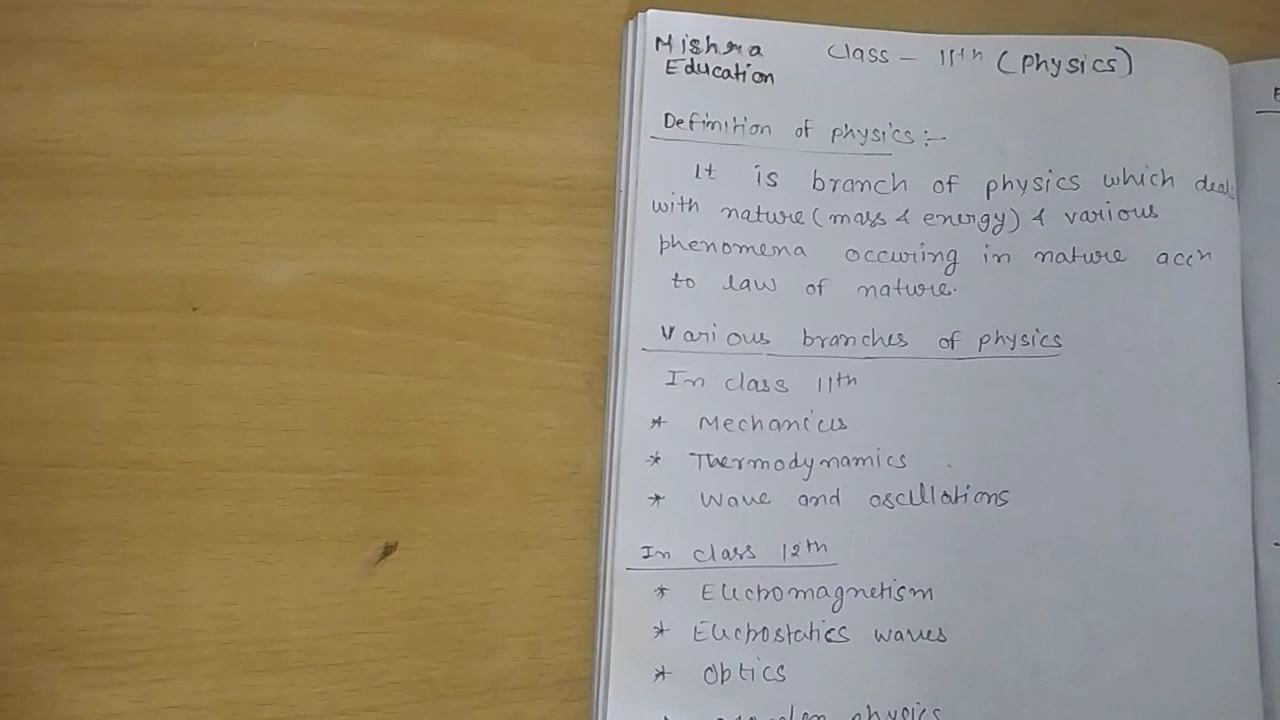 Mishra Education
Class - 11th (Physics)
Definition of physics :-
It is branch of physics which deals
with nature (mass & energy) & various
phenomena occuring in nature accn
to law of nature.
Various branches of physics
In class 11th
* Mechanics
* Thermodynamics
* Wave and oscillations
In class 12th
* Electromagnetism
* Electrostatics waves
* Optics
* physics